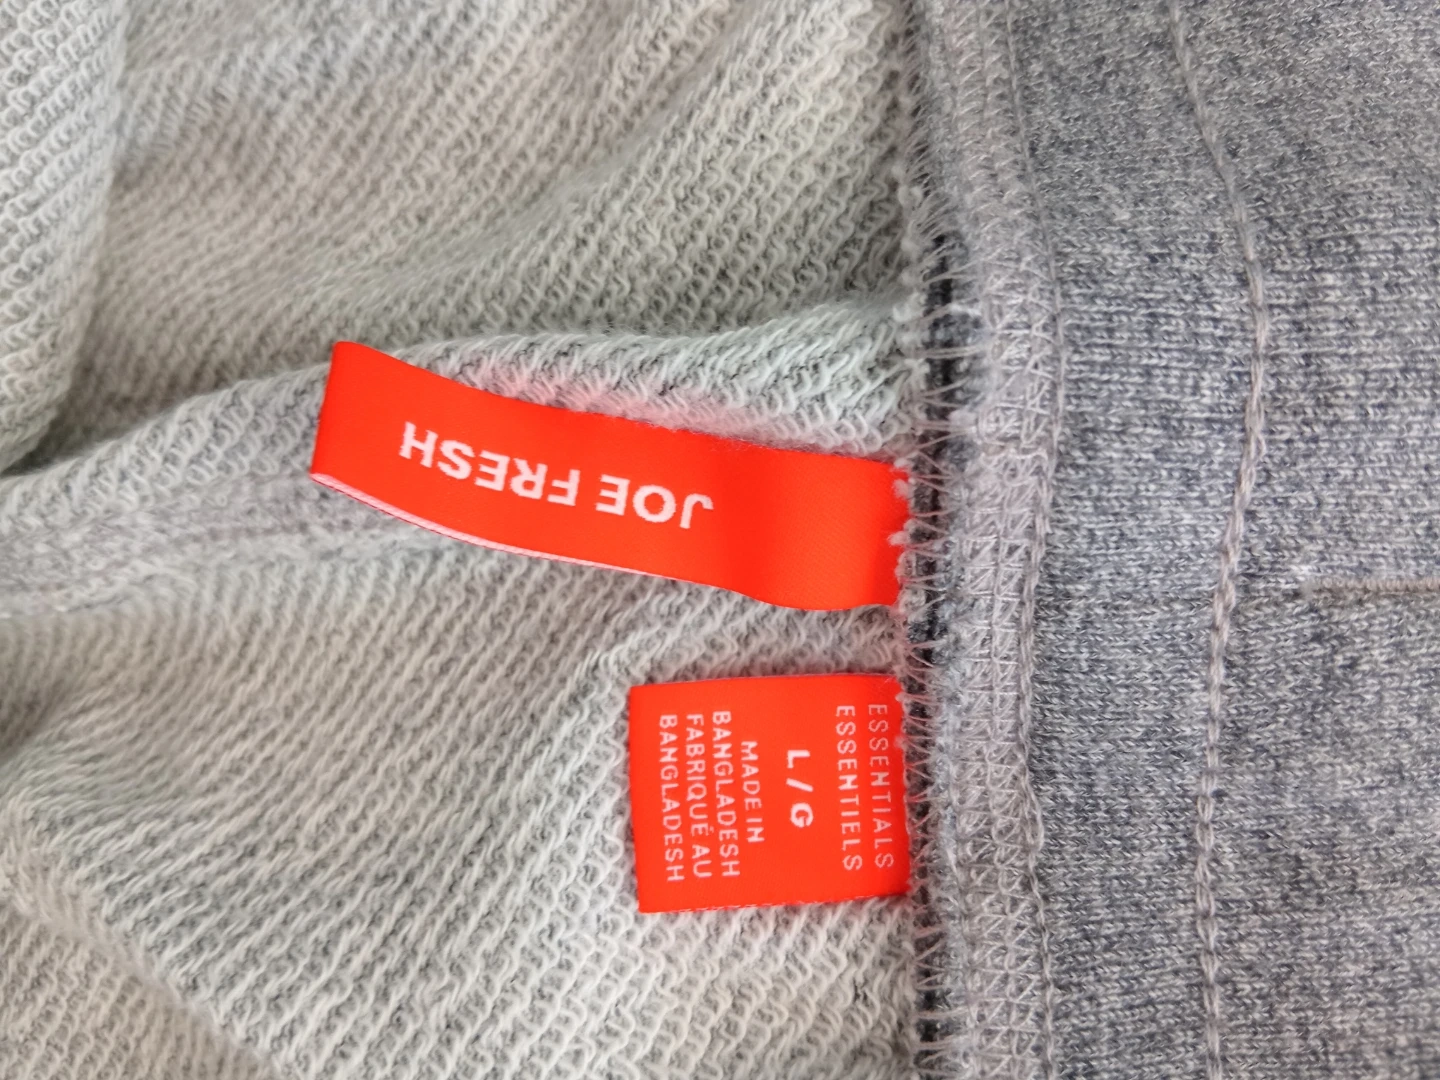 JOE FRESH
ESSENTIALS
ESSENTIELS
L/G
MADE IN
BANGLADESH
FABRIQUÉ AU
BANGLADESH